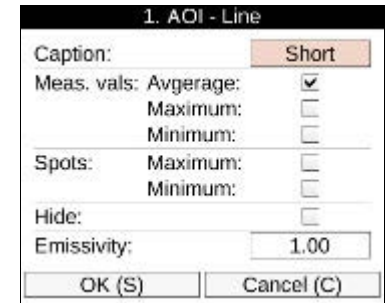 1. AOI - Line
Caption: Short
Meas. vals: Avgerage:
Maximum:
Minimum:
Spots: Maximum:
Minimum:
Hide:
Emissivity: 1.00
OK (S) Cancel (C)